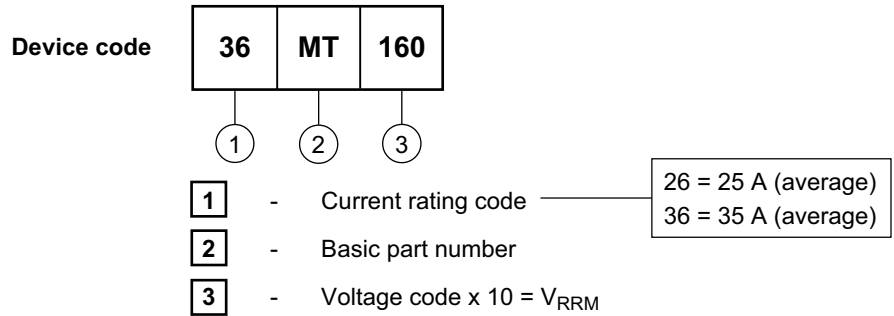 Device code 36 MT 160
1 2 3
1 - Current rating code
26 = 25 A (average)
36 = 35 A (average)
2 - Basic part number
3 - Voltage code x 10 = VRRM